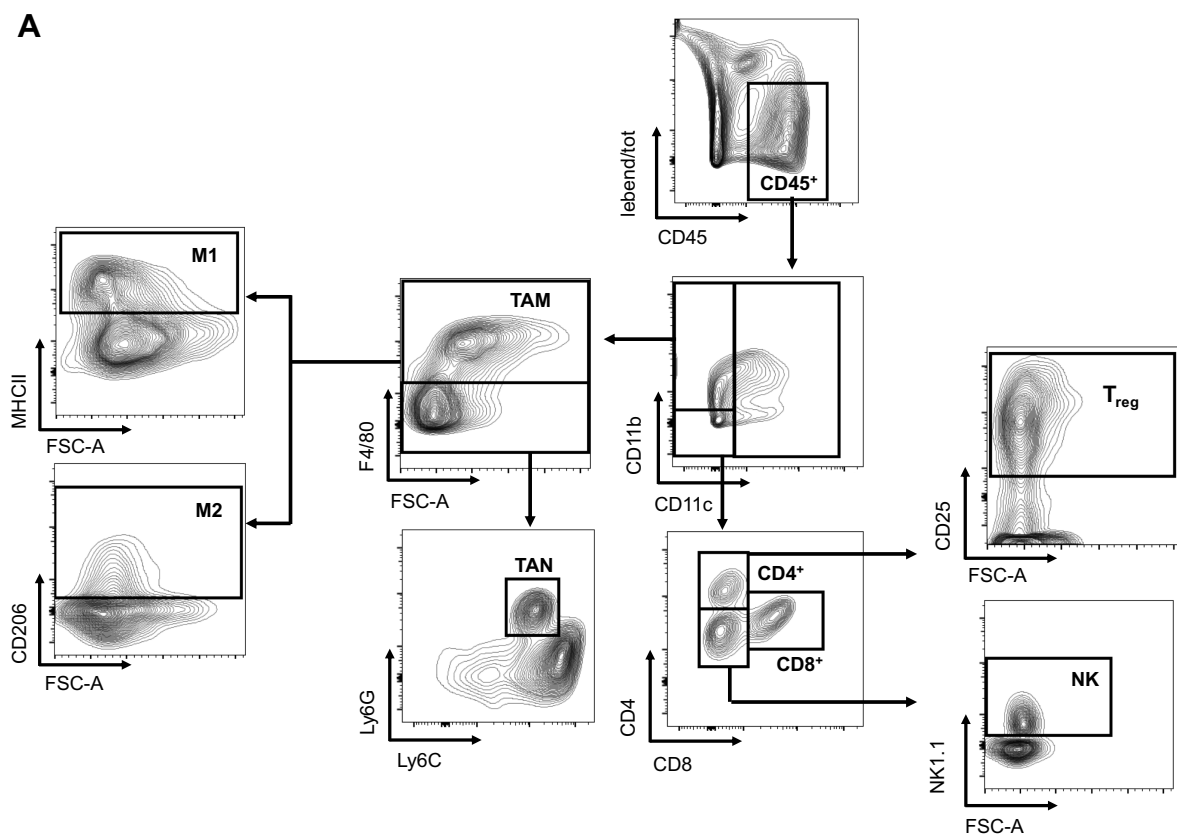 A
lebend/tot
CD45⁺
CD45
M1
MHCII
FSC-A
TAM
F4/80
FSC-A
CD11b
CD11c
Treg
CD25
FSC-A
M2
CD206
FSC-A
TAN
Ly6G
Ly6C
CD4⁺
CD8⁺
CD4
CD8
NK
NK1.1
FSC-A